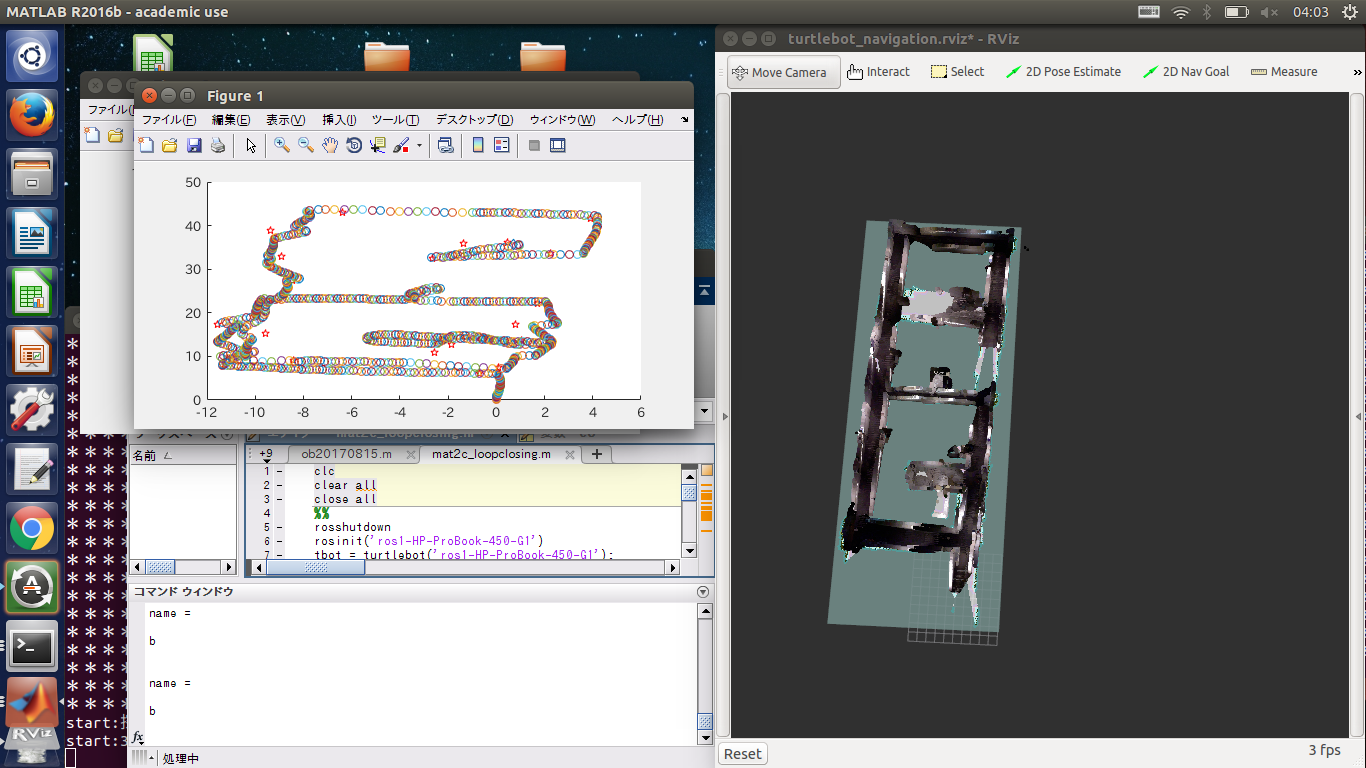 MATLAB R2016b - academic use
04:03
Figure 1
ファイル(F) 編集(E) 表示(V) 挿入(I) ツール(T) デスクトップ(D) ウィンドウ(W) ヘルプ(H)
50
40
30
20
10
0
-12 -10 -8 -6 -4 -2 0 2 4 6
名前
+9 ob20170815.m mat2c_loopclosing.m
1 - clc
2 - clear all
3 - close all
4 %%
5 - rosshutdown
6 - rosinit('ros1-HP-ProBook-450-G1')
7 - tbot = turtlebot('ros1-HP-ProBook-450-G1');
コマンド ウィンドウ
name =
b
name =
b
fx
処理中
start:
start:3
RViz
turtlebot_navigation.rviz* - RViz
Move Camera Interact Select 2D Pose Estimate 2D Nav Goal Measure »
Reset
3 fps